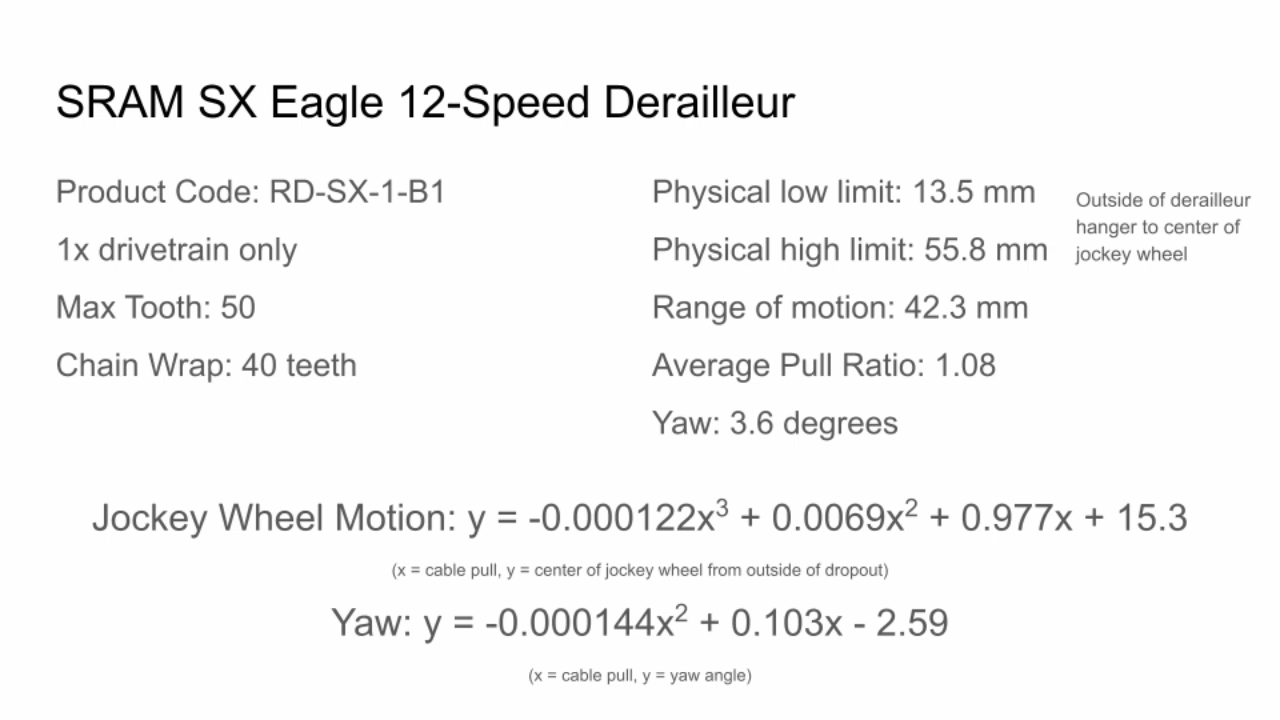 SRAM SX Eagle 12-Speed Derailleur
Product Code: RD-SX-1-B1
1x drivetrain only
Max Tooth: 50
Chain Wrap: 40 teeth
Physical low limit: 13.5 mm
Physical high limit: 55.8 mm
Range of motion: 42.3 mm
Average Pull Ratio: 1.08
Yaw: 3.6 degrees
Outside of derailleur
hanger to center of
jockey wheel
Jockey Wheel Motion: y = -0.000122x³ + 0.0069x² + 0.977x + 15.3
(x = cable pull, y = center of jockey wheel from outside of dropout)
Yaw: y = -0.000144x² + 0.103x - 2.59
(x = cable pull, y = yaw angle)